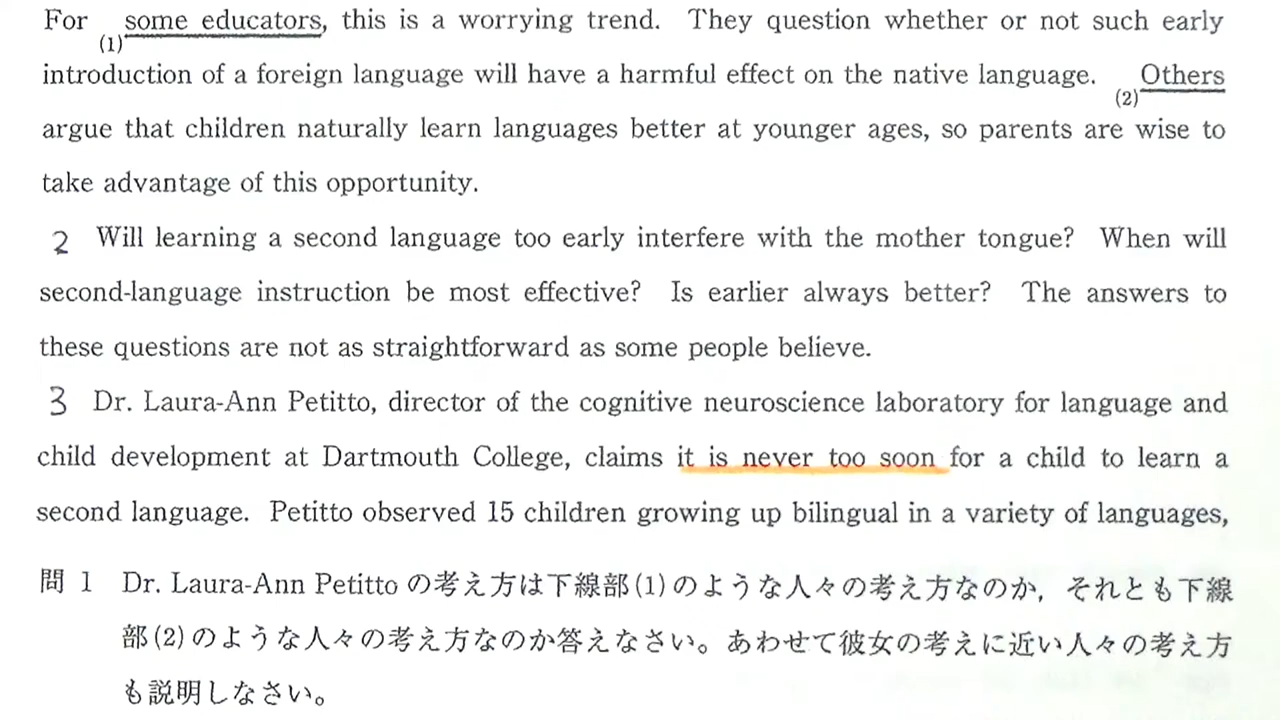 For some educators, this is a worrying trend. They question whether or not such early
(1)
introduction of a foreign language will have a harmful effect on the native language. Others
(2)
argue that children naturally learn languages better at younger ages, so parents are wise to
take advantage of this opportunity.
2 Will learning a second language too early interfere with the mother tongue? When will
second-language instruction be most effective? Is earlier always better? The answers to
these questions are not as straightforward as some people believe.
3 Dr. Laura-Ann Petitto, director of the cognitive neuroscience laboratory for language and
child development at Dartmouth College, claims it is never too soon for a child to learn a
second language. Petitto observed 15 children growing up bilingual in a variety of languages,
問 1 Dr. Laura-Ann Petitto の考え方は下線部(1)のような人々の考え方なのか,それとも下線
部(2)のような人々の考え方なのか答えなさい。あわせて彼女の考えに近い人々の考え方
も説明しなさい。